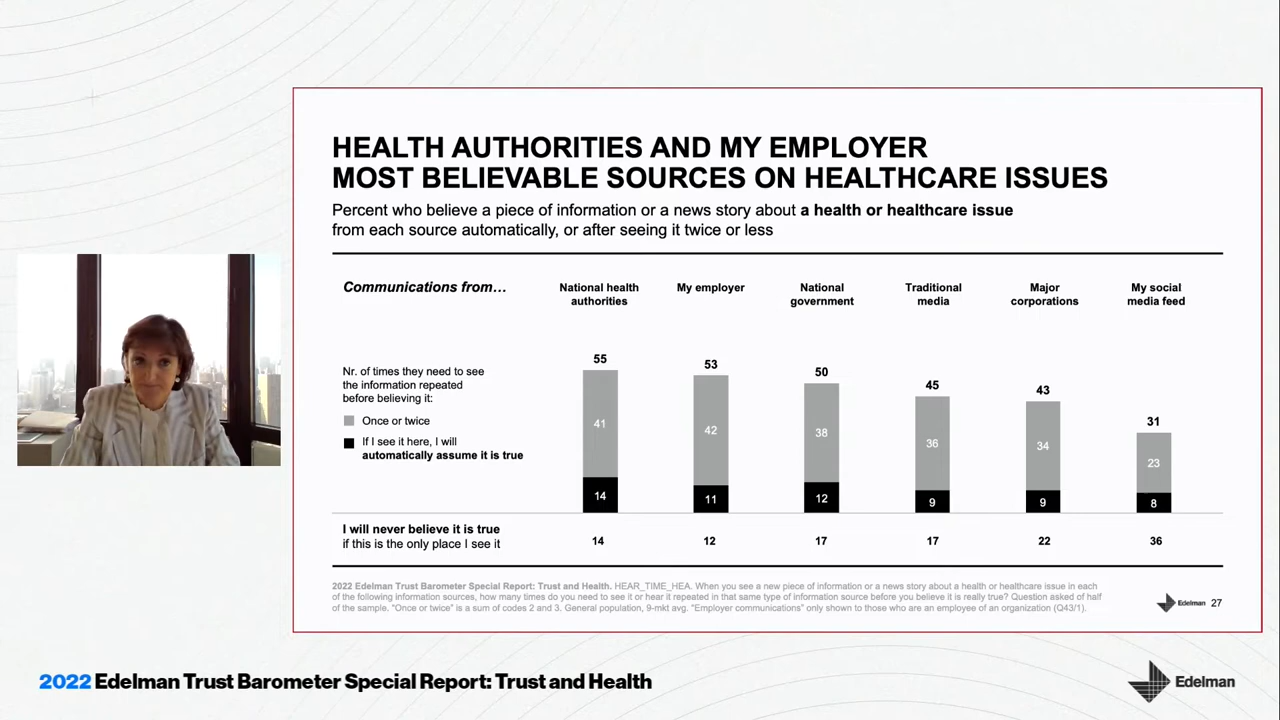 HEALTH AUTHORITIES AND MY EMPLOYER
MOST BELIEVABLE SOURCES ON HEALTHCARE ISSUES
Percent who believe a piece of information or a news story about a health or healthcare issue
from each source automatically, or after seeing it twice or less
Communications from…
National health
authorities
My employer
National
government
Traditional
media
Major
corporations
My social
media feed
Nr. of times they need to see
the information repeated
before believing it:
Once or twice
If I see it here, I will
automatically assume it is true
55
53
50
45
43
31
41
42
38
36
34
23
14
11
12
9
9
8
I will never believe it is true
if this is the only place I see it
14
12
17
17
22
36
2022 Edelman Trust Barometer Special Report: Trust and Health. HEAR_TIME_HEA. When you see a new piece of information or a news story about a health or healthcare issue in each
of the following information sources, how many times do you need to see it or hear it repeated in that same type of information source before you believe it is really true? Question asked of half
of the sample. “Once or twice” is a sum of codes 2 and 3. General population, 9-mkt avg. "Employer communications" only shown to those who are an employee of an organization (Q43/1).
Edelman 27
2022 Edelman Trust Barometer Special Report: Trust and Health
Edelman